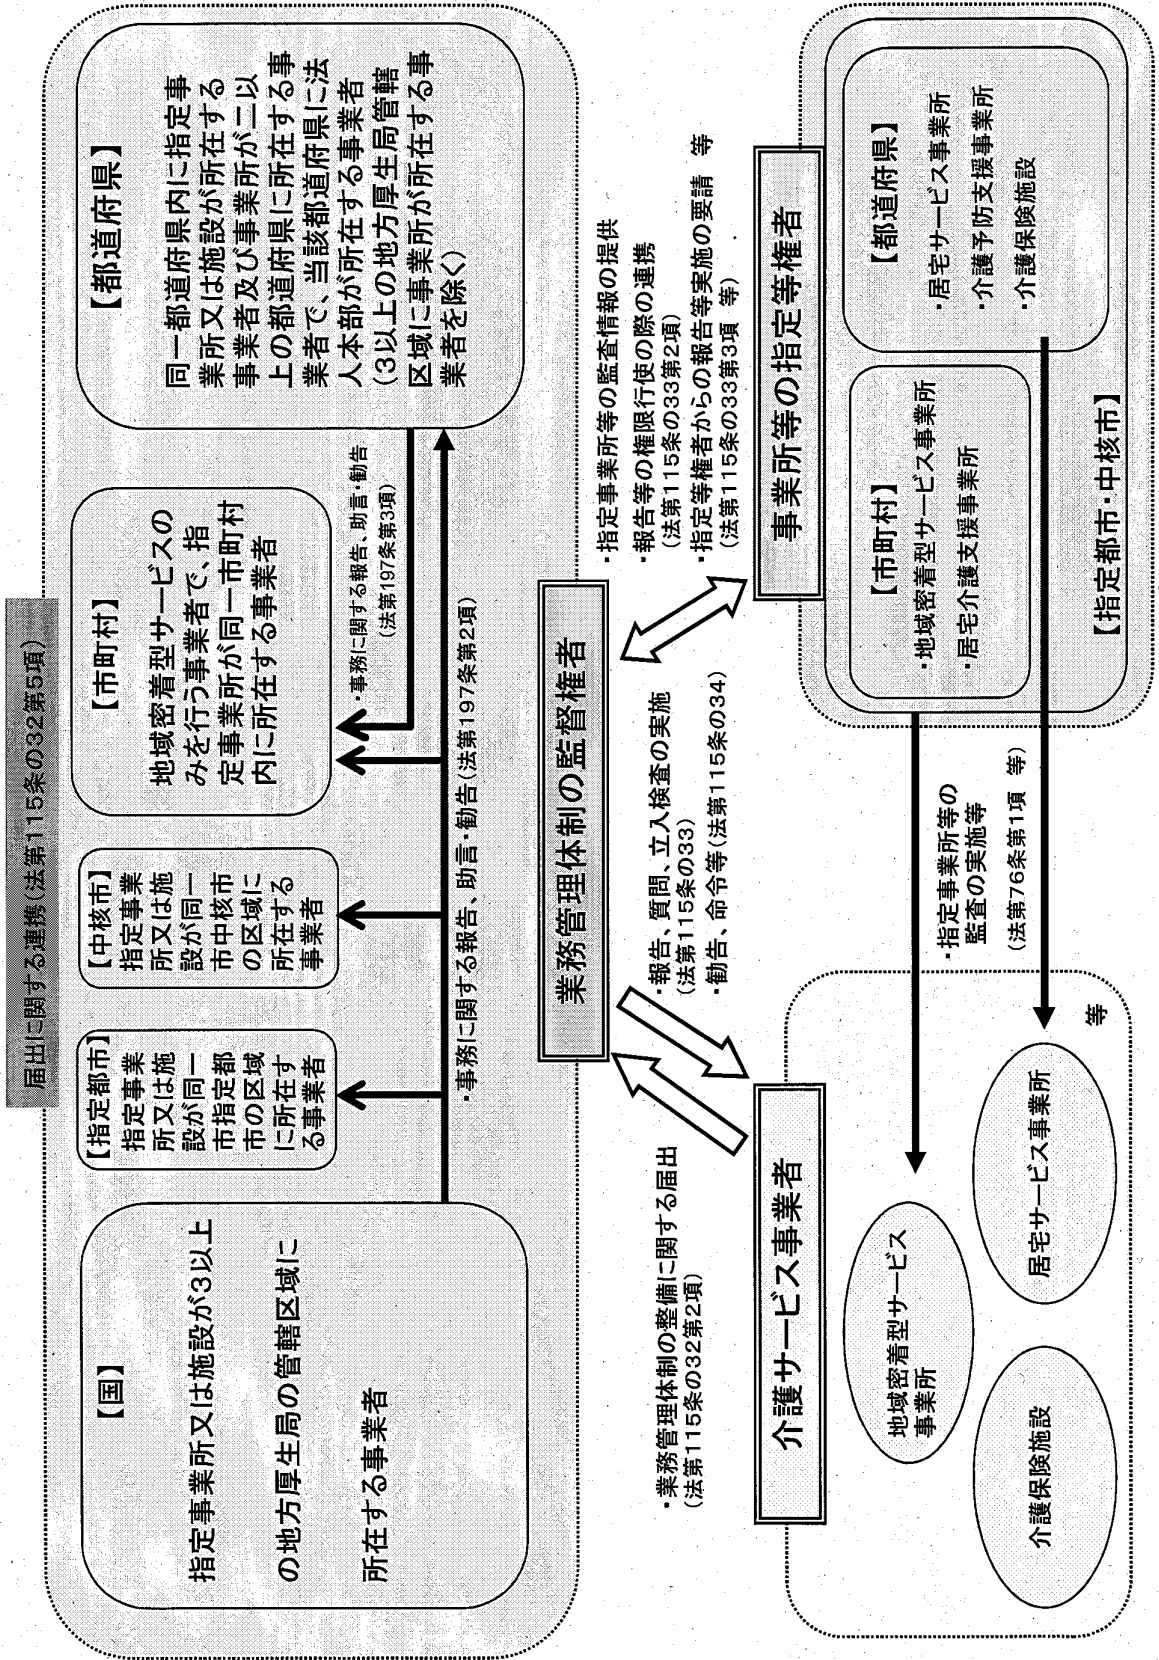 届出に関する連携(法第115条の32第5項)
【国】
指定事業所又は施設が3以上
の地方厚生局の管轄区域に
所在する事業者
【指定都市】
指定事業
所又は施
設が同一
市指定都
市の区域
に所在す
る事業者
【中核市】
指定事業
所又は施
設が同一
市中核市
の区域に
所在する
事業者
【市町村】
地域密着型サービスの
みを行う事業者で、指
定事業所が同一市町村
内に所在する事業者
【都道府県】
同一都道府県内に指定事
業所又は施設が所在する
事業者及び事業所が二以
上の都道府県に所在する事
業者で、当該都道府県に法
人本部が所在する事業者
(3以上の地方厚生局管轄
区域に事業所が所在する事
業者を除く)
・事務に関する報告、助言・勧告
(法第197条第3項)
・事務に関する報告、助言・勧告(法第197条第2項)
業務管理体制の監督権者
・業務管理体制の整備に関する届出
(法第115条の32第2項)
・報告、質問、立入検査の実施
(法第115条の33)
・勧告、命令等(法第115条の34)
・指定事業所等の監査情報の提供
・報告等の権限行使の際の連携
(法第115条の33第2項)
・指定等権者からの報告等実施の要請 等
(法第115条の33第3項 等)
介護サービス事業者
地域密着型サービス
事業所
介護保険施設
居宅サービス事業所
等
・指定事業所等の
監査の実施等
(法第76条第1項 等)
事業所等の指定等権者
【市町村】
・地域密着型サービス事業所
・居宅介護支援事業所
【都道府県】
・居宅サービス事業所
・介護予防支援事業所
・介護保険施設
【指定都市・中核市】